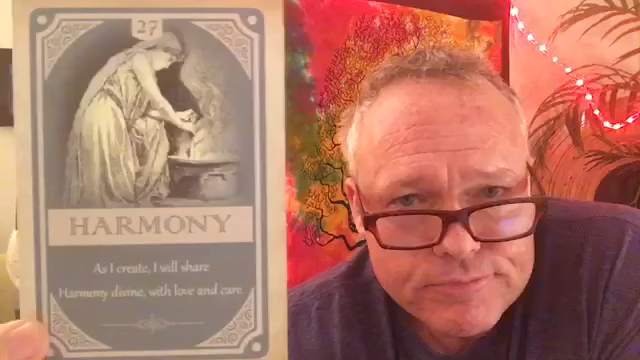 27
HARMONY
As I create, I will share
Harmony divine, with love and care.